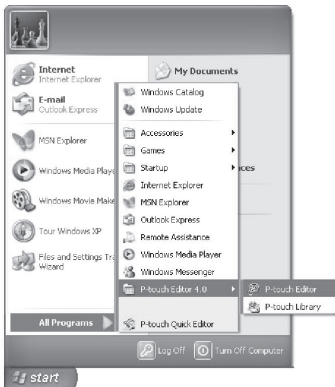 Internet
Internet Explorer
E-mail
Outlook Express
MSN Explorer
Windows Media Playe
Windows Movie Make
Tour Windows XP
Files and Settings Tra
Wizard
All Programs
My Documents
Windows Catalog
Windows Update
Accessories
Games
Startup
Internet Explorer
MSN Explorer
Outlook Express
Remote Assistance
Windows Media Player
Windows Messenger
P-touch Editor 4.0
P-touch Quick Editor
ces
P-touch Editor
P-touch Library
Log Off
Turn Off Computer
start